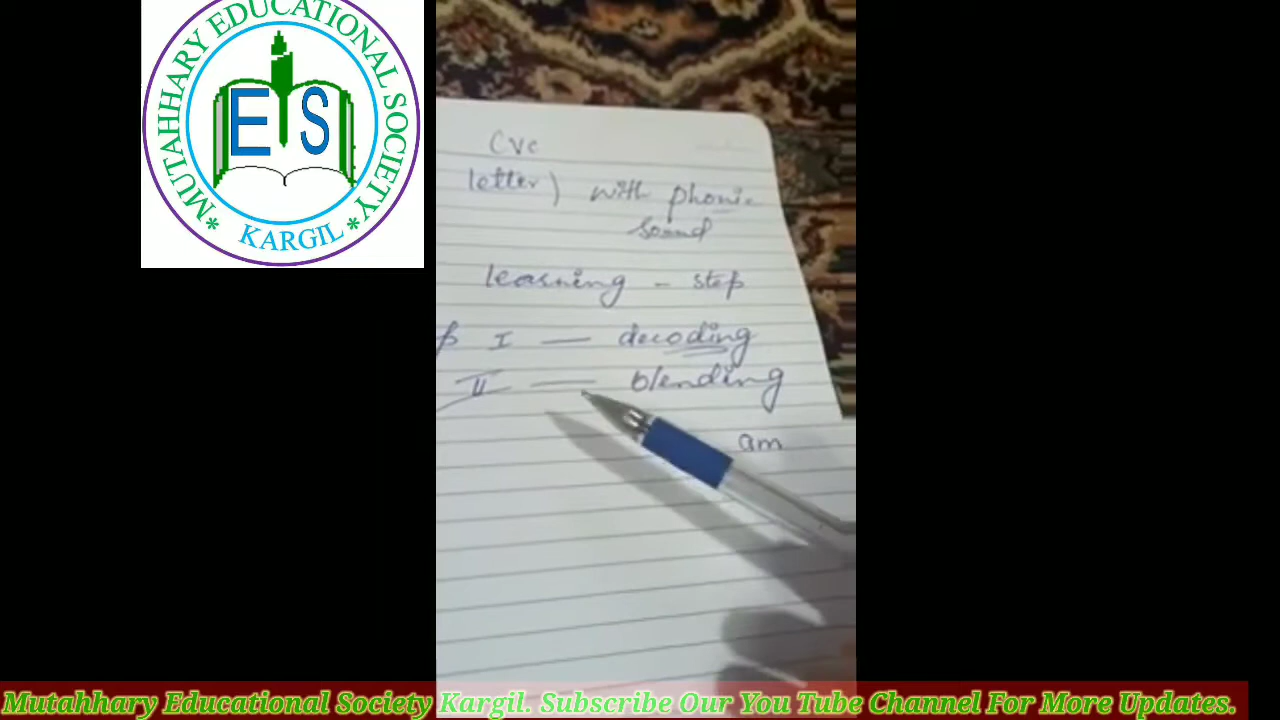 MUTAHHARY EDUCATIONAL SOCIETY
E S
* KARGIL *
CVC
letter) with phonic
sound
learning - step
p I — decoding
II — blending
am
Mutahhary Educational Society Kargil. Subscribe Our You Tube Channel For More Updates.